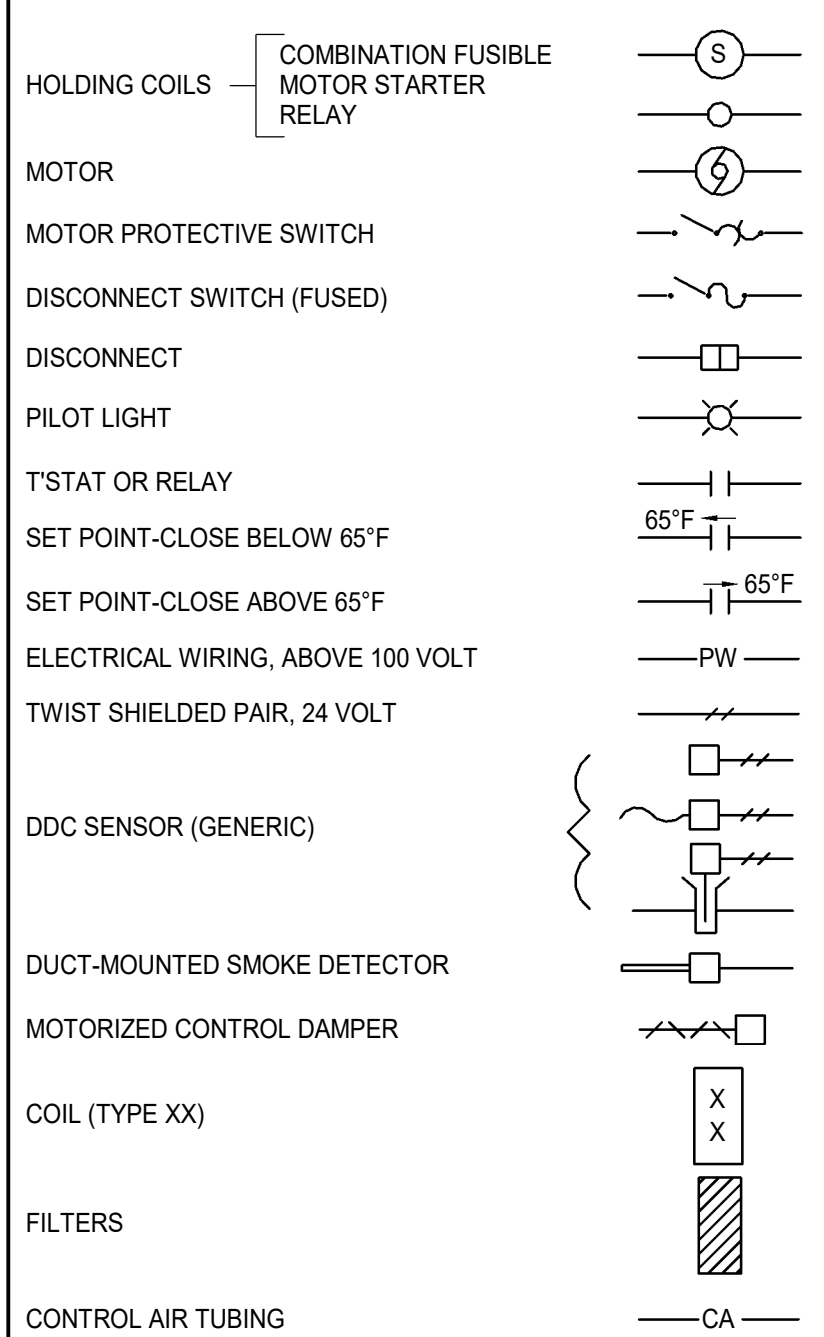 COMBINATION FUSIBLE
S
HOLDING COILS
MOTOR STARTER
RELAY
MOTOR
MOTOR PROTECTIVE SWITCH
DISCONNECT SWITCH (FUSED)
DISCONNECT
PILOT LIGHT
T'STAT OR RELAY
SET POINT-CLOSE BELOW 65°F
65°F
SET POINT-CLOSE ABOVE 65°F
65°F
ELECTRICAL WIRING, ABOVE 100 VOLT
PW
TWIST SHIELDED PAIR, 24 VOLT
DDC SENSOR (GENERIC)
DUCT-MOUNTED SMOKE DETECTOR
MOTORIZED CONTROL DAMPER
COIL (TYPE XX)
X
X
FILTERS
CONTROL AIR TUBING
CA